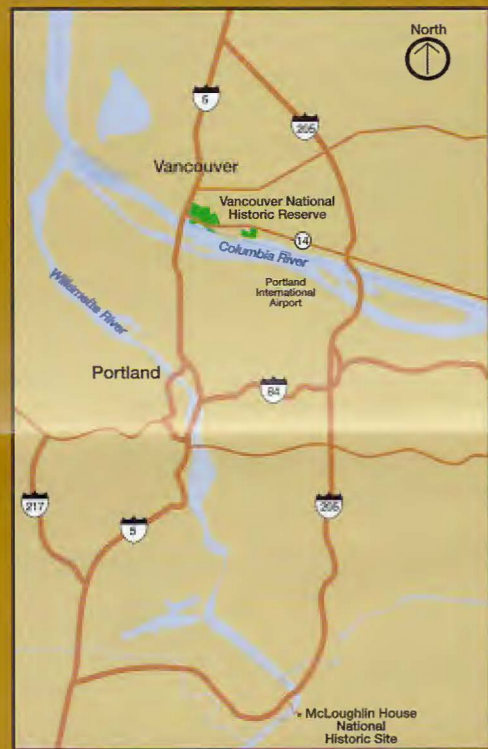 North
5
205
Vancouver
Vancouver National
Historic Reserve
14
Columbia River
Portland
International
Airport
Willamette River
Portland
84
217
5
205
McLoughlin House
National
Historic Site